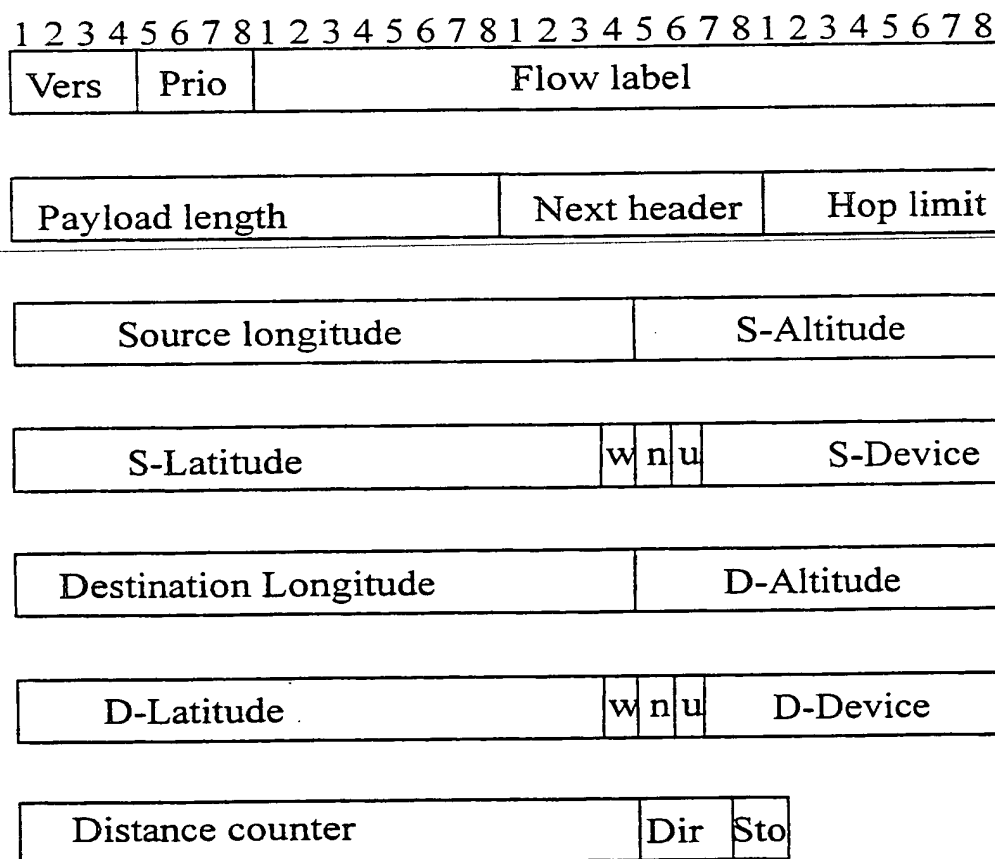 1 2 3 4 5 6 7 8 1 2 3 4 5 6 7 8 1 2 3 4 5 6 7 8 1 2 3 4 5 6 7 8
Vers Prio Flow label
Payload length Next header Hop limit
Source longitude S-Altitude
S-Latitude w n u S-Device
Destination Longitude D-Altitude
D-Latitude w n u D-Device
Distance counter Dir Sto